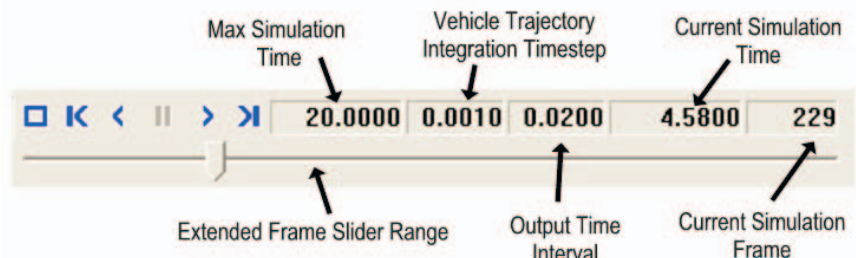 Max Simulation
Time
Vehicle Trajectory
Integration Timestep
Current Simulation
Time
20.0000 0.0010 0.0200 4.5800 229
Extended Frame Slider Range
Output Time
Interval
Current Simulation
Frame